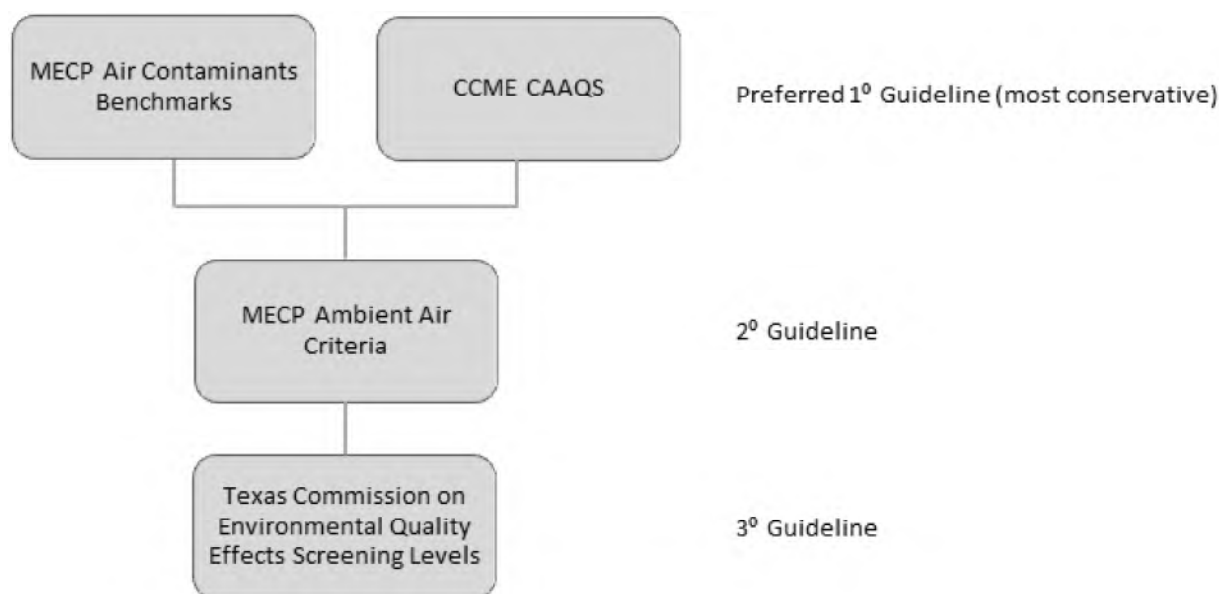 MECP Air Contaminants
Benchmarks
CCME CAAQS
Preferred 1⁰ Guideline (most conservative)
MECP Ambient Air
Criteria
2⁰ Guideline
Texas Commission on
Environmental Quality
Effects Screening Levels
3⁰ Guideline